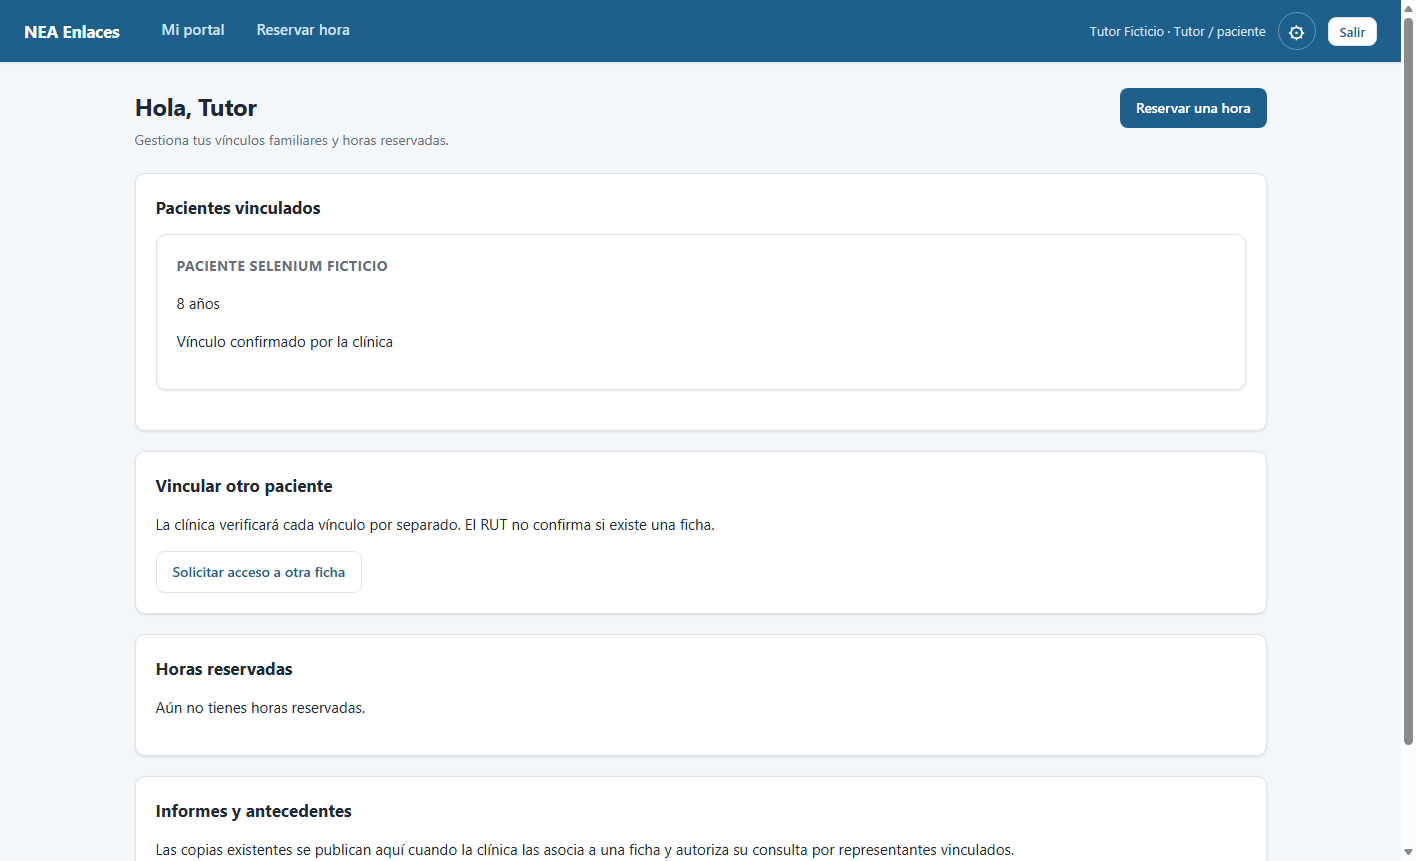 NEA Enlaces
Mi portal
Reservar hora
Tutor Ficticio · Tutor / paciente
Salir
Hola, Tutor
Gestiona tus vínculos familiares y horas reservadas.
Reservar una hora
Pacientes vinculados
PACIENTE SELENIUM FICTICIO
8 años
Vínculo confirmado por la clínica
Vincular otro paciente
La clínica verificará cada vínculo por separado. El RUT no confirma si existe una ficha.
Solicitar acceso a otra ficha
Horas reservadas
Aún no tienes horas reservadas.
Informes y antecedentes
Las copias existentes se publican aquí cuando la clínica las asocia a una ficha y autoriza su consulta por representantes vinculados.